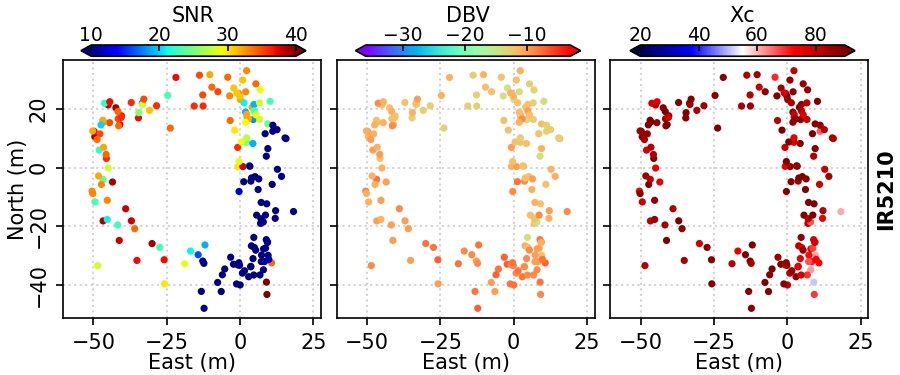 SNR DBV Xc
10 20 30 40 −30 −20 −10 20 40 60 80
20
0
−20
−40
North (m)
−50 −25 0 25 −50 −25 0 25 −50 −25 0 25
East (m) East (m) East (m)
IR5210